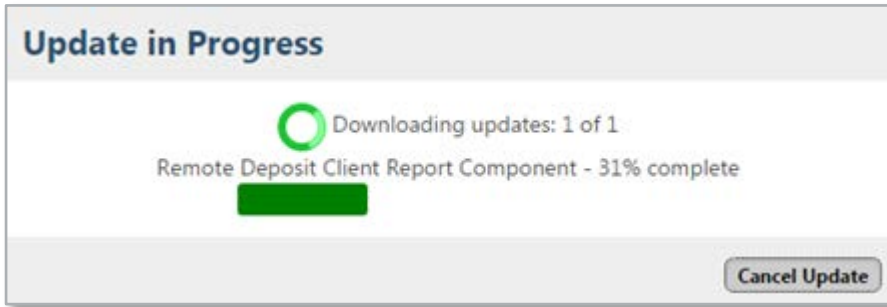 Update in Progress
Downloading updates: 1 of 1
Remote Deposit Client Report Component - 31% complete
Cancel Update